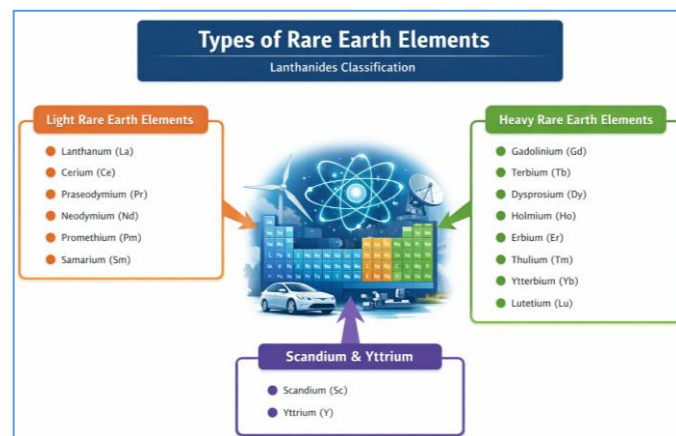 Types of Rare Earth Elements
Lanthanides Classification
Light Rare Earth Elements
Lanthanum (La)
Cerium (Ce)
Praseodymium (Pr)
Neodymium (Nd)
Promethium (Pm)
Samarium (Sm)
Heavy Rare Earth Elements
Gadolinium (Gd)
Terbium (Tb)
Dysprosium (Dy)
Holmium (Ho)
Erbium (Er)
Thulium (Tm)
Ytterbium (Yb)
Lutetium (Lu)
Scandium & Yttrium
Scandium (Sc)
Yttrium (Y)